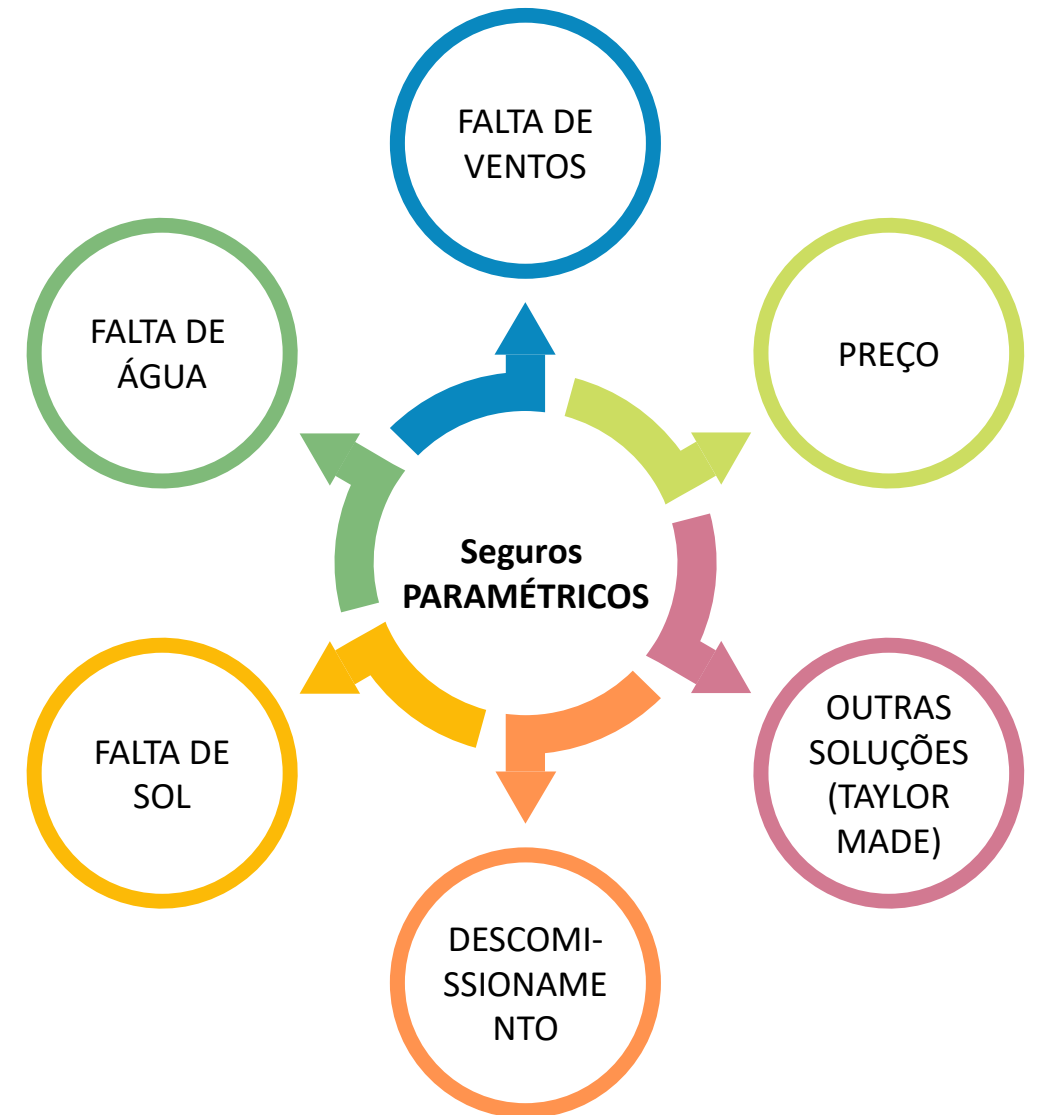 FALTA DE
VENTOS
FALTA DE
ÁGUA
PREÇO
Seguros
PARAMÉTRICOS
FALTA DE
SOL
OUTRAS
SOLUÇÕES
(TAYLOR
MADE)
DESCOMI-
SSIONAME
NTO